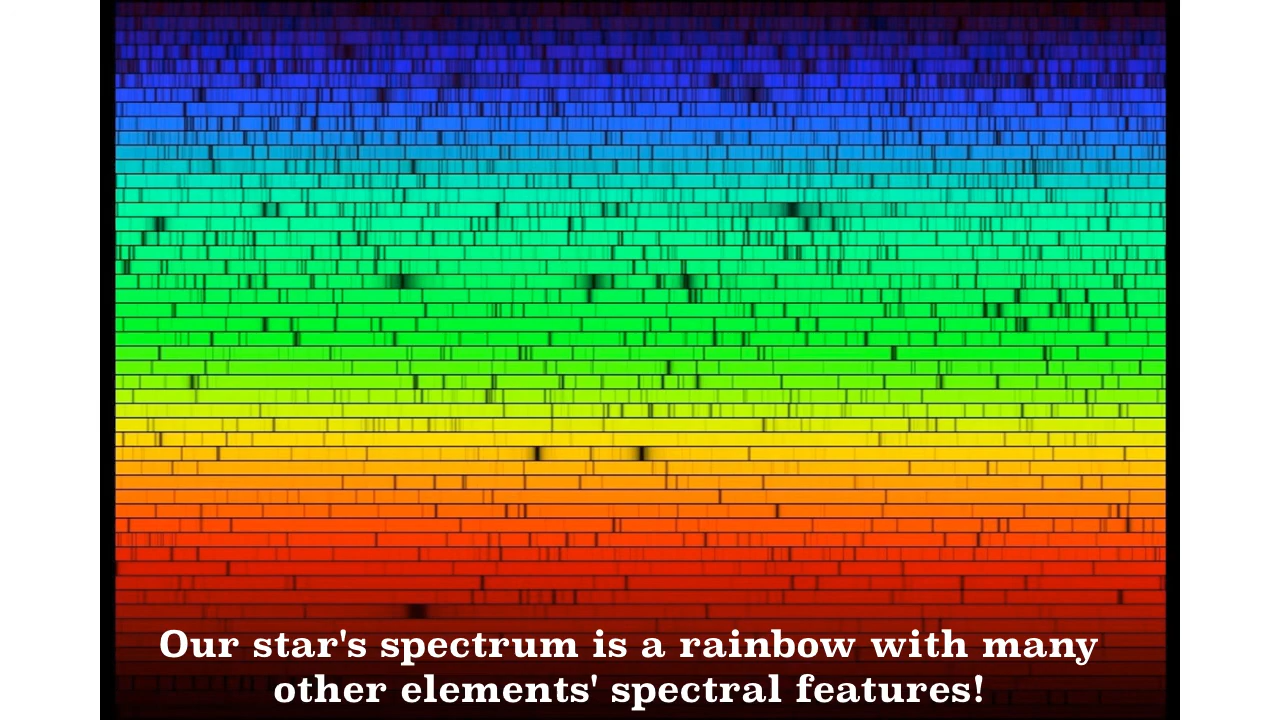 Our star's spectrum is a rainbow with many
other elements' spectral features!